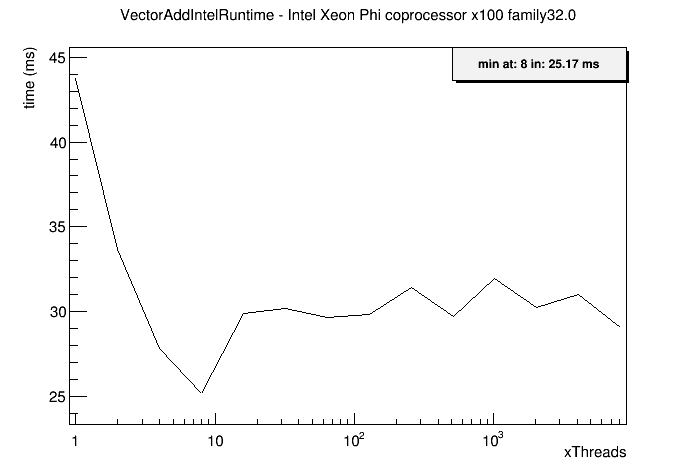 VectorAddIntelRuntime - Intel Xeon Phi coprocessor x100 family32.0
time (ms)
min at: 8 in: 25.17 ms
45
40
35
30
25
1
10
10²
10³
xThreads